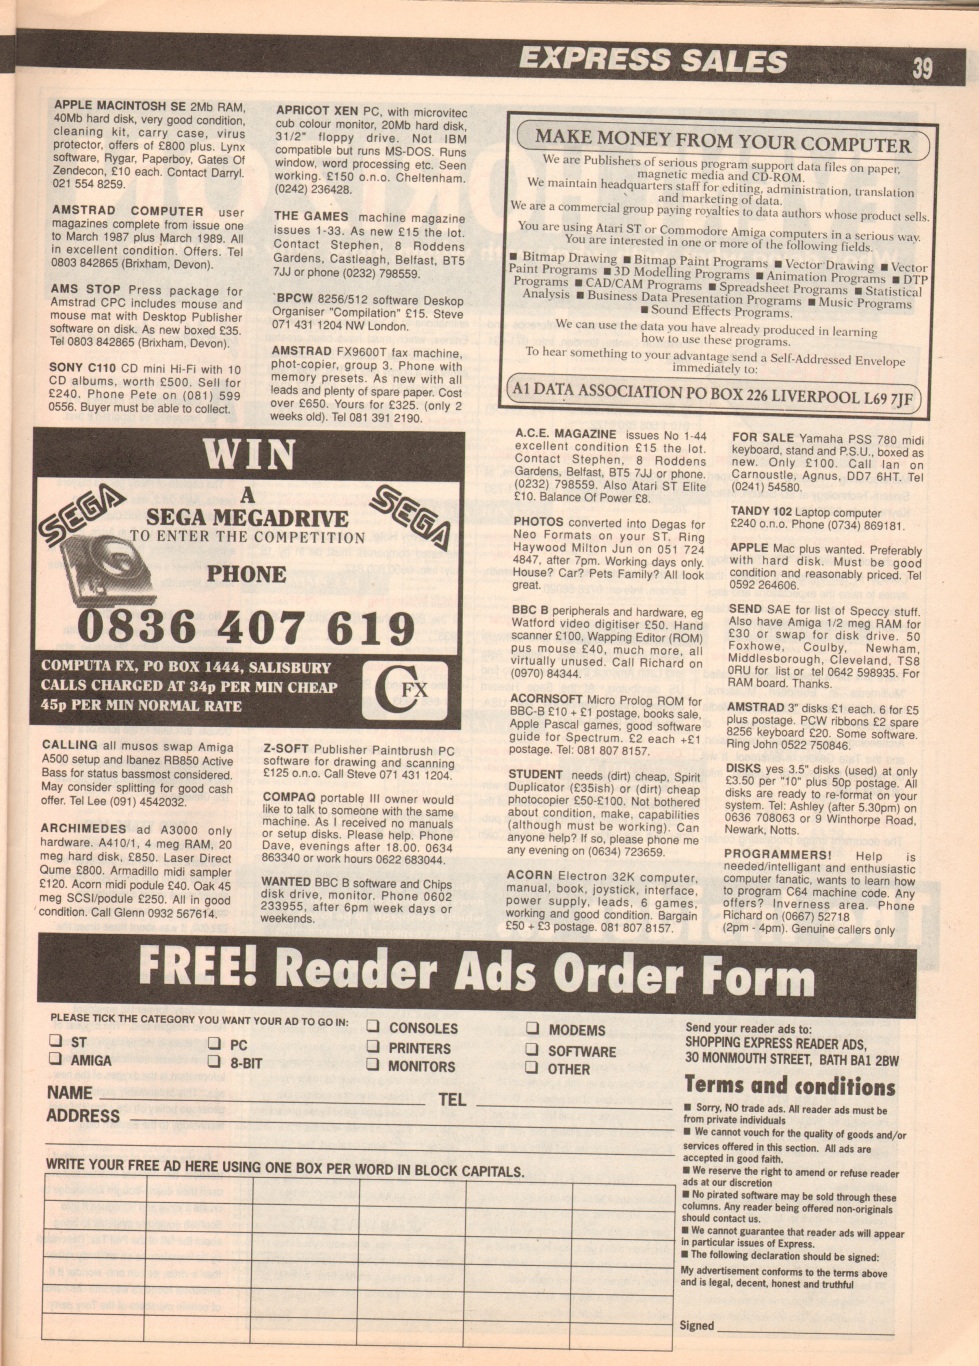 EXPRESS SALES
39
APPLE MACINTOSH SE 2Mb RAM,
40Mb hard disk, very good condition,
cleaning kit, carry case, virus
protector, offers of £800 plus. Lynx
software, Rygar, Paperboy, Gates Of
Zendecon, £10 each. Contact Darryl.
021 554 8259.
AMSTRAD COMPUTER user
magazines complete from issue one
to March 1987 plus March 1989. All
in excellent condition. Offers. Tel
0803 842865 (Brixham, Devon).
AMS STOP Press package for
Amstrad CPC includes mouse and
mouse mat with Desktop Publisher
software on disk. As new boxed £35.
Tel 0803 842865 (Brixham, Devon).
SONY C110 CD mini Hi-Fi with 10
CD albums, worth £500. Sell for
£240. Phone Pete on (081) 599
0556. Buyer must be able to collect.
APRICOT XEN PC, with microvitec
cub colour monitor, 20Mb hard disk,
31/2" floppy drive. Not IBM
compatible but runs MS-DOS. Runs
window, word processing etc. Seen
working. £150 o.n.o. Cheltenham.
(0242) 236428.
THE GAMES machine magazine
issues 1-33. As new £15 the lot.
Contact Stephen, 8 Roddens
Gardens, Castleagh, Belfast, BT5
7JJ or phone (0232) 798559.
BPCW 8256/512 software Deskop
Organiser "Compilation" £15. Steve
071 431 1204 NW London.
AMSTRAD FX9600T fax machine,
phot-copier, group 3. Phone with
memory presets. As new with all
leads and plenty of spare paper. Cost
over £650. Yours for £325. (only 2
weeks old). Tel 081 391 2190.
MAKE MONEY FROM YOUR COMPUTER
We are Publishers of serious program support data files on paper,
magnetic media and CD-ROM.
We maintain headquarters staff for editing, administration, translation
and marketing of data.
We are a commercial group paying royalties to data authors whose product sells.
You are using Atari ST or Commodore Amiga computers in a serious way.
You are interested in one or more of the following fields.
■ Bitmap Drawing ■ Bitmap Paint Programs ■ Vector Drawing ■ Vector
Paint Programs ■ 3D Modelling Programs ■ Animation Programs ■ DTP
Programs ■ CAD/CAM Programs ■ Spreadsheet Programs ■ Statistical
Analysis ■ Business Data Presentation Programs ■ Music Programs
■ Sound Effects Programs.
We can use the data you have already produced in learning
how to use these programs.
To hear something to your advantage send a Self-Addressed Envelope
immediately to:
A1 DATA ASSOCIATION PO BOX 226 LIVERPOOL L69 7JF
WIN
A
SEGA MEGADRIVE
TO ENTER THE COMPETITION
SEGA
SEGA
PHONE
0836 407 619
COMPUTA FX, PO BOX 1444, SALISBURY
CALLS CHARGED AT 34p PER MIN CHEAP
45p PER MIN NORMAL RATE
C FX
CALLING all musos swap Amiga
A500 setup and Ibanez RB850 Active
Bass for status bassmost considered.
May consider splitting for good cash
offer. Tel Lee (091) 4542032.
ARCHIMEDES ad A3000 only
hardware. A410/1, 4 meg RAM, 20
meg hard disk, £850. Laser Direct
Qume £800. Armadillo midi sampler
£120. Acorn midi podule £40. Oak 45
meg SCSI/podule £250. All in good
condition. Call Glenn 0932 567614.
Z-SOFT Publisher Paintbrush PC
software for drawing and scanning
£125 o.n.o. Call Steve 071 431 1204.
COMPAQ portable III owner would
like to talk to someone with the same
machine. As I received no manuals
or setup disks. Please help. Phone
Dave, evenings after 18.00. 0634
863340 or work hours 0622 683044.
WANTED BBC B software and Chips
disk drive, monitor. Phone 0602
233955, after 6pm week days or
weekends.
A.C.E. MAGAZINE issues No 1-44
excellent condition £15 the lot.
Contact Stephen, 8 Roddens
Gardens, Belfast, BT5 7JJ or phone.
(0232) 798559. Also Atari ST Elite
£10. Balance Of Power £8.
PHOTOS converted into Degas for
Neo Formats on your ST. Ring
Haywood Milton Jun on 051 724
4847, after 7pm. Working days only.
House? Car? Pets Family? All look
great.
BBC B peripherals and hardware, eg
Watford video digitiser £50. Hand
scanner £100, Wapping Editor (ROM)
pus mouse £40, much more, all
virtually unused. Call Richard on
(0970) 84344.
ACORNSOFT Micro Prolog ROM for
BBC-B £10 + £1 postage, books sale,
Apple Pascal games, good software
guide for Spectrum. £2 each +£1
postage. Tel: 081 807 8157.
STUDENT needs (dirt) cheap, Spirit
Duplicator (£35ish) or (dirt) cheap
photocopier £50-£100. Not bothered
about condition, make, capabilities
(although must be working). Can
anyone help? If so, please phone me
any evening on (0634) 723659.
ACORN Electron 32K computer,
manual, book, joystick, interface,
power supply, leads, 6 games,
working and good condition. Bargain
£50 + £3 postage. 081 807 8157.
FOR SALE Yamaha PSS 780 midi
keyboard, stand and P.S.U., boxed as
new. Only £100. Call Ian on
Carnoustle, Agnus, DD7 6HT. Tel
(0241) 54580.
TANDY 102 Laptop computer
£240 o.n.o. Phone (0734) 869181.
APPLE Mac plus wanted. Preferably
with hard disk. Must be good
condition and reasonably priced. Tel
0592 264606.
SEND SAE for list of Speccy stuff.
Also have Amiga 1/2 meg RAM for
£30 or swap for disk drive. 50
Foxhowe, Coulby, Newham,
Middlesborough, Cleveland, TS8
0RU for list or tel 0642 598935. For
RAM board. Thanks.
AMSTRAD 3" disks £1 each. 6 for £5
plus postage. PCW ribbons £2 spare
8256 keyboard £20. Some software.
Ring John 0522 750846.
DISKS yes 3.5" disks (used) at only
£3.50 per "10" plus 50p postage. All
disks are ready to re-format on your
system. Tel: Ashley (after 5.30pm) on
0636 708063 or 9 Winthorpe Road,
Newark, Notts.
PROGRAMMERS! Help is
needed/intelligant and enthusiastic
computer fanatic, wants to learn how
to program C64 machine code. Any
offers? Inverness area. Phone
Richard on (0667) 52718
(2pm - 4pm). Genuine callers only
FREE! Reader Ads Order Form
PLEASE TICK THE CATEGORY YOU WANT YOUR AD TO GO IN:
❏ ST
❏ AMIGA
❏ PC
❏ 8-BIT
❏ CONSOLES
❏ PRINTERS
❏ MONITORS
❏ MODEMS
❏ SOFTWARE
❏ OTHER
NAME
TEL
ADDRESS
WRITE YOUR FREE AD HERE USING ONE BOX PER WORD IN BLOCK CAPITALS.
Send your reader ads to:
SHOPPING EXPRESS READER ADS,
30 MONMOUTH STREET, BATH BA1 2BW
Terms and conditions
■ Sorry, NO trade ads. All reader ads must be
from private individuals
■ We cannot vouch for the quality of goods and/or
services offered in this section. All ads are
accepted in good faith.
■ We reserve the right to amend or refuse reader
ads at our discretion
■ No pirated software may be sold through these
columns. Any reader being offered non-originals
should contact us.
■ We cannot guarantee that reader ads will appear
in particular issues of Express.
■ The following declaration should be signed:
My advertisement conforms to the terms above
and is legal, decent, honest and truthful
Signed